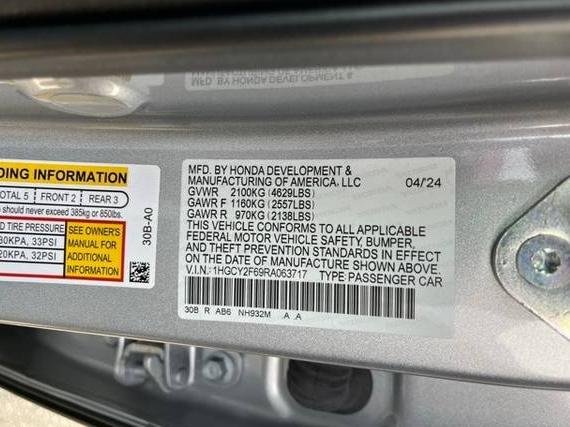 DING INFORMATION
TOTAL 5 FRONT 2 REAR 3
should never exceed 385kg or 850lbs.
D TIRE PRESSURE
30KPA, 33PSI
20KPA, 32PSI
SEE OWNER'S
MANUAL FOR
ADDITIONAL
INFORMATION
30B-A0
MFD. BY HONDA DEVELOPMENT &
MANUFACTURING OF AMERICA, LLC 04/24
GVWR 2100KG (4629LBS)
GAWR F 1160KG (2557LBS)
GAWR R 970KG (2138LBS)
THIS VEHICLE CONFORMS TO ALL APPLICABLE
FEDERAL MOTOR VEHICLE SAFETY, BUMPER,
AND THEFT PREVENTION STANDARDS IN EFFECT
ON THE DATE OF MANUFACTURE SHOWN ABOVE.
V.I.N.: 1HGCY2F69RA063717 TYPE PASSENGER CAR
30B R AB6 NH932M A A